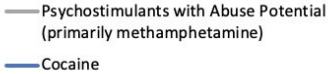 Psychostimulants with Abuse Potential
(primarily methamphetamine)
Cocaine